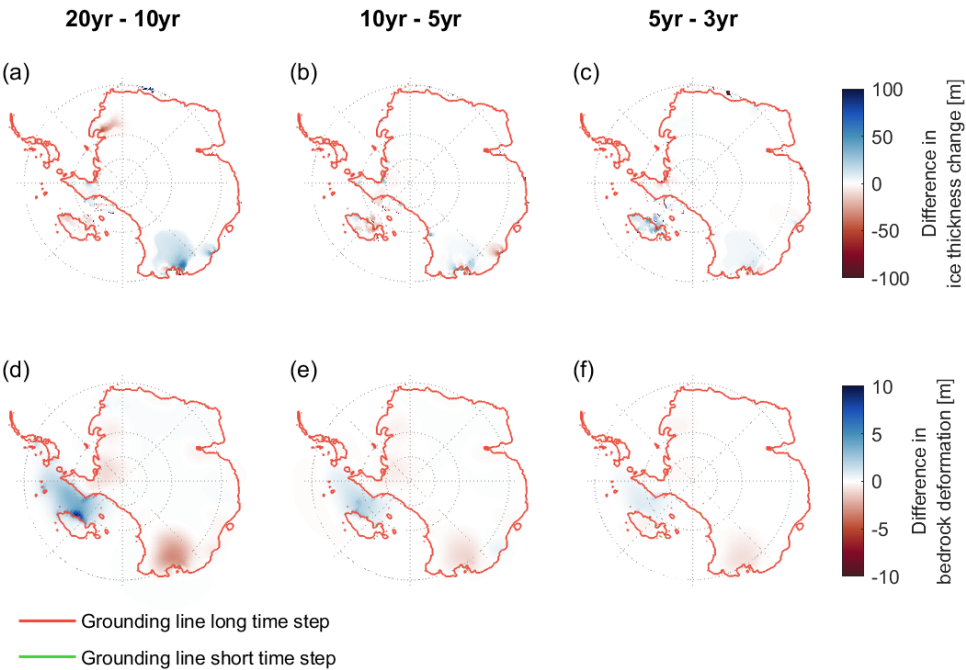 20yr - 10yr
10yr - 5yr
5yr - 3yr
(a)
(b)
(c)
100
50
0
-50
-100
Difference in
ice thickness change [m]
(d)
(e)
(f)
10
5
0
-5
-10
Difference in
bedrock deformation [m]
Grounding line long time step
Grounding line short time step